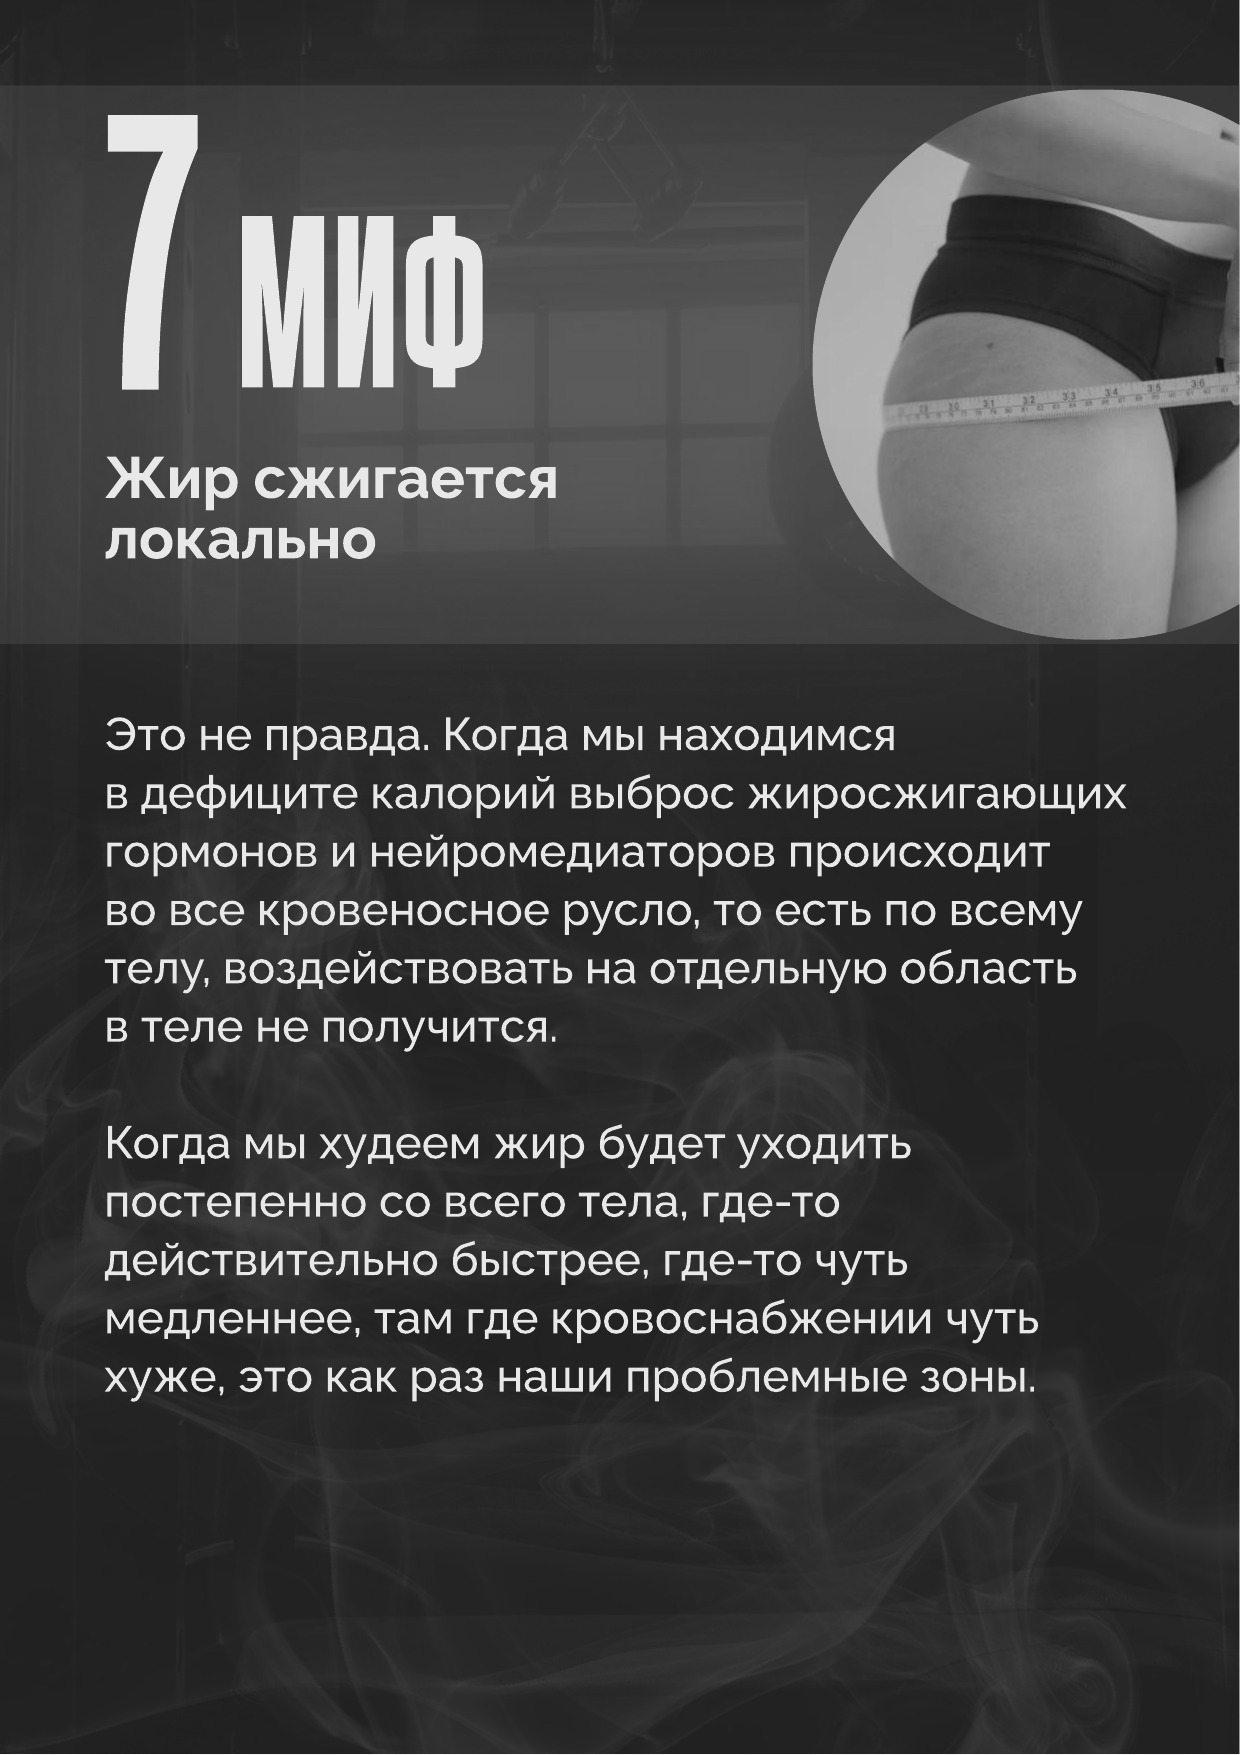 7 МИФ
Жир сжигается
локально
Это не правда. Когда мы находимся
в дефиците калорий выброс жиросжигающих
гормонов и нейромедиаторов происходит
во все кровеносное русло, то есть по всему
телу, воздействовать на отдельную область
в теле не получится.
Когда мы худеем жир будет уходить
постепенно со всего тела, где-то
действительно быстрее, где-то чуть
медленнее, там где кровоснабжении чуть
хуже, это как раз наши проблемные зоны.